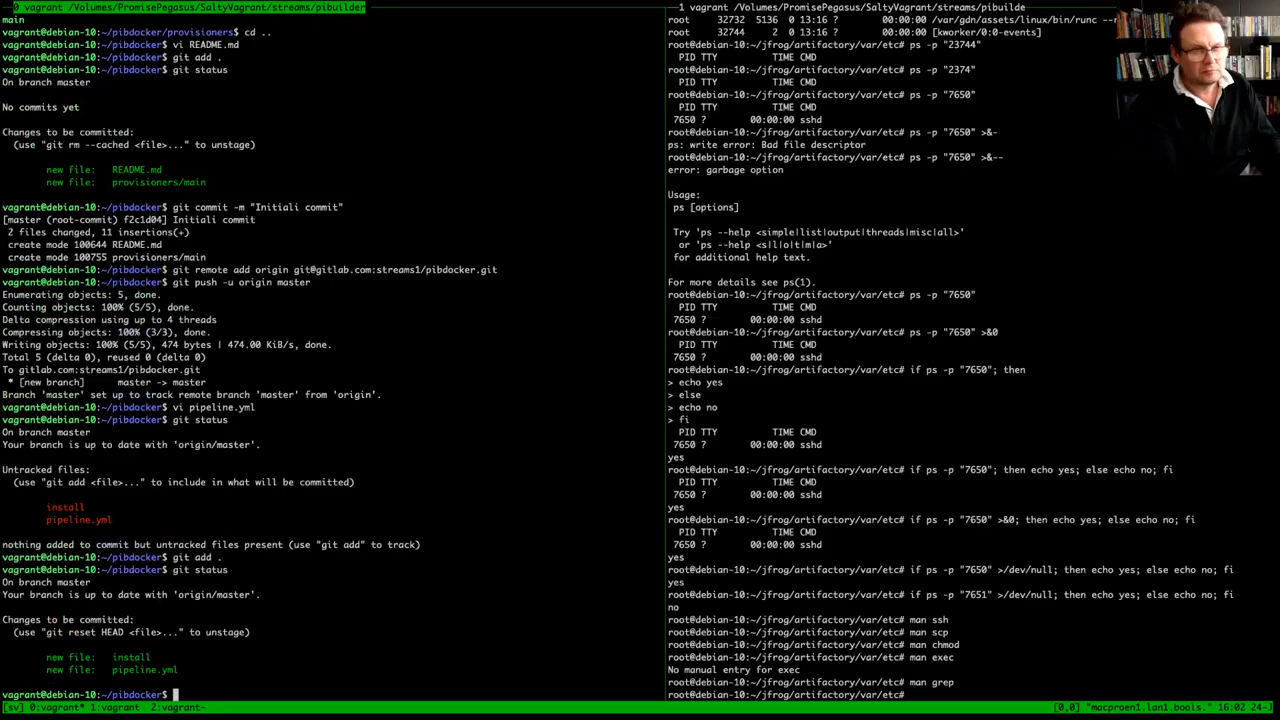 0 vagrant /Volumes/PromisePegasus/SaltyVagrant/streams/pibuilder
main
vagrant@debian-10:~/pibdocker/provisioners$ cd ..
vagrant@debian-10:~/pibdocker$ vi README.md
vagrant@debian-10:~/pibdocker$ git add .
vagrant@debian-10:~/pibdocker$ git status
On branch master
No commits yet
Changes to be committed:
(use "git rm --cached <file>..." to unstage)
new file:   README.md
new file:   provisioners/main
vagrant@debian-10:~/pibdocker$ git commit -m "Initiali commit"
[master (root-commit) f2c1d04] Initiali commit
2 files changed, 11 insertions(+)
create mode 100644 README.md
create mode 100755 provisioners/main
vagrant@debian-10:~/pibdocker$ git remote add origin git@gitlab.com:streams1/pibdocker.git
vagrant@debian-10:~/pibdocker$ git push -u origin master
Enumerating objects: 5, done.
Counting objects: 100% (5/5), done.
Delta compression using up to 4 threads
Compressing objects: 100% (3/3), done.
Writing objects: 100% (5/5), 474 bytes | 474.00 KiB/s, done.
Total 5 (delta 0), reused 0 (delta 0)
To gitlab.com:streams1/pibdocker.git
* [new branch]      master -> master
Branch 'master' set up to track remote branch 'master' from 'origin'.
vagrant@debian-10:~/pibdocker$ vi pipeline.yml
vagrant@debian-10:~/pibdocker$ git status
On branch master
Your branch is up to date with 'origin/master'.
Untracked files:
(use "git add <file>..." to include in what will be committed)
install
pipeline.yml
nothing added to commit but untracked files present (use "git add" to track)
vagrant@debian-10:~/pibdocker$ git add .
vagrant@debian-10:~/pibdocker$ git status
On branch master
Your branch is up to date with 'origin/master'.
Changes to be committed:
(use "git reset HEAD <file>..." to unstage)
new file:   install
new file:   pipeline.yml
vagrant@debian-10:~/pibdocker$
1 vagrant /Volumes/PromisePegasus/SaltyVagrant/streams/pibuilde
root     32732  5136  0 13:16 ?        00:00:00 /var/gdn/assets/linux/bin/runc --
root     32744     2  0 13:16 ?        00:00:00 [kworker/0:0-events]
root@debian-10:~/jfrog/artifactory/var/etc# ps -p "23744"
PID TTY          TIME CMD
root@debian-10:~/jfrog/artifactory/var/etc# ps -p "2374"
PID TTY          TIME CMD
root@debian-10:~/jfrog/artifactory/var/etc# ps -p "7650"
PID TTY          TIME CMD
7650 ?        00:00:00 sshd
root@debian-10:~/jfrog/artifactory/var/etc# ps -p "7650" >&-
ps: write error: Bad file descriptor
root@debian-10:~/jfrog/artifactory/var/etc# ps -p "7650" >&--
error: garbage option
Usage:
ps [options]
Try 'ps --help <simple|list|output|threads|misc|all>'
or 'ps --help <s|l|o|t|m|a>'
for additional help text.
For more details see ps(1).
root@debian-10:~/jfrog/artifactory/var/etc# ps -p "7650"
PID TTY          TIME CMD
7650 ?        00:00:00 sshd
root@debian-10:~/jfrog/artifactory/var/etc# ps -p "7650" >&0
PID TTY          TIME CMD
7650 ?        00:00:00 sshd
root@debian-10:~/jfrog/artifactory/var/etc# if ps -p "7650"; then
> echo yes
> else
> echo no
> fi
PID TTY          TIME CMD
7650 ?        00:00:00 sshd
yes
root@debian-10:~/jfrog/artifactory/var/etc# if ps -p "7650"; then echo yes; else echo no; fi
PID TTY          TIME CMD
7650 ?        00:00:00 sshd
yes
root@debian-10:~/jfrog/artifactory/var/etc# if ps -p "7650" >&0; then echo yes; else echo no; fi
PID TTY          TIME CMD
7650 ?        00:00:00 sshd
yes
root@debian-10:~/jfrog/artifactory/var/etc# if ps -p "7650" >/dev/null; then echo yes; else echo no; fi
yes
root@debian-10:~/jfrog/artifactory/var/etc# if ps -p "7651" >/dev/null; then echo yes; else echo no; fi
no
root@debian-10:~/jfrog/artifactory/var/etc# man ssh
root@debian-10:~/jfrog/artifactory/var/etc# man scp
root@debian-10:~/jfrog/artifactory/var/etc# man chmod
root@debian-10:~/jfrog/artifactory/var/etc# man exec
No manual entry for exec
root@debian-10:~/jfrog/artifactory/var/etc# man grep
root@debian-10:~/jfrog/artifactory/var/etc#
[sv] 0:vagrant* 1:vagrant  2:vagrant-
[0,0] "macproen1.lan1.bools." 16:02 24-J